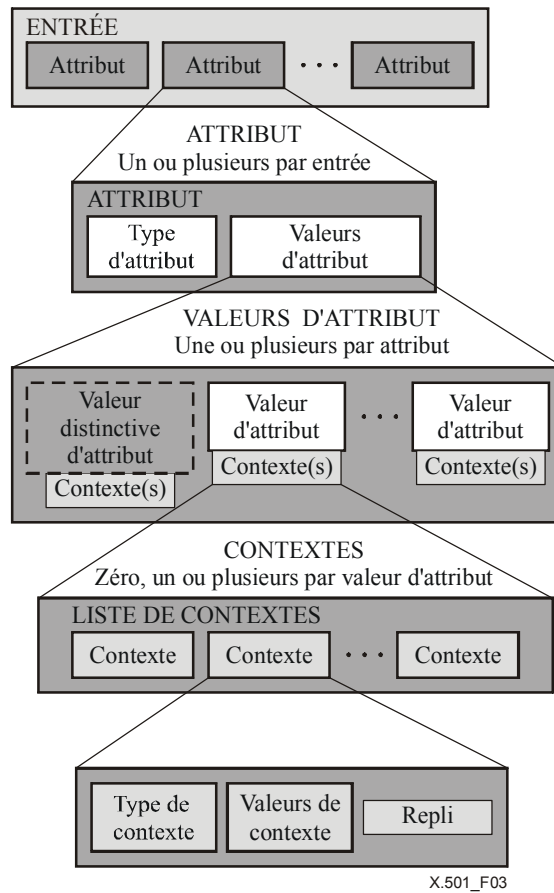 ENTRÉE
Attribut Attribut . . . Attribut
ATTRIBUT
Un ou plusieurs par entrée
ATTRIBUT
Type
d'attribut
Valeurs
d'attribut
VALEURS D'ATTRIBUT
Une ou plusieurs par attribut
Valeur
distinctive
d'attribut
Contexte(s)
Valeur
d'attribut
Contexte(s)
. . .
Valeur
d'attribut
Contexte(s)
CONTEXTES
Zéro, un ou plusieurs par valeur d'attribut
LISTE DE CONTEXTES
Contexte Contexte . . . Contexte
Type de
contexte
Valeurs de
contexte
Repli
X.501_F03